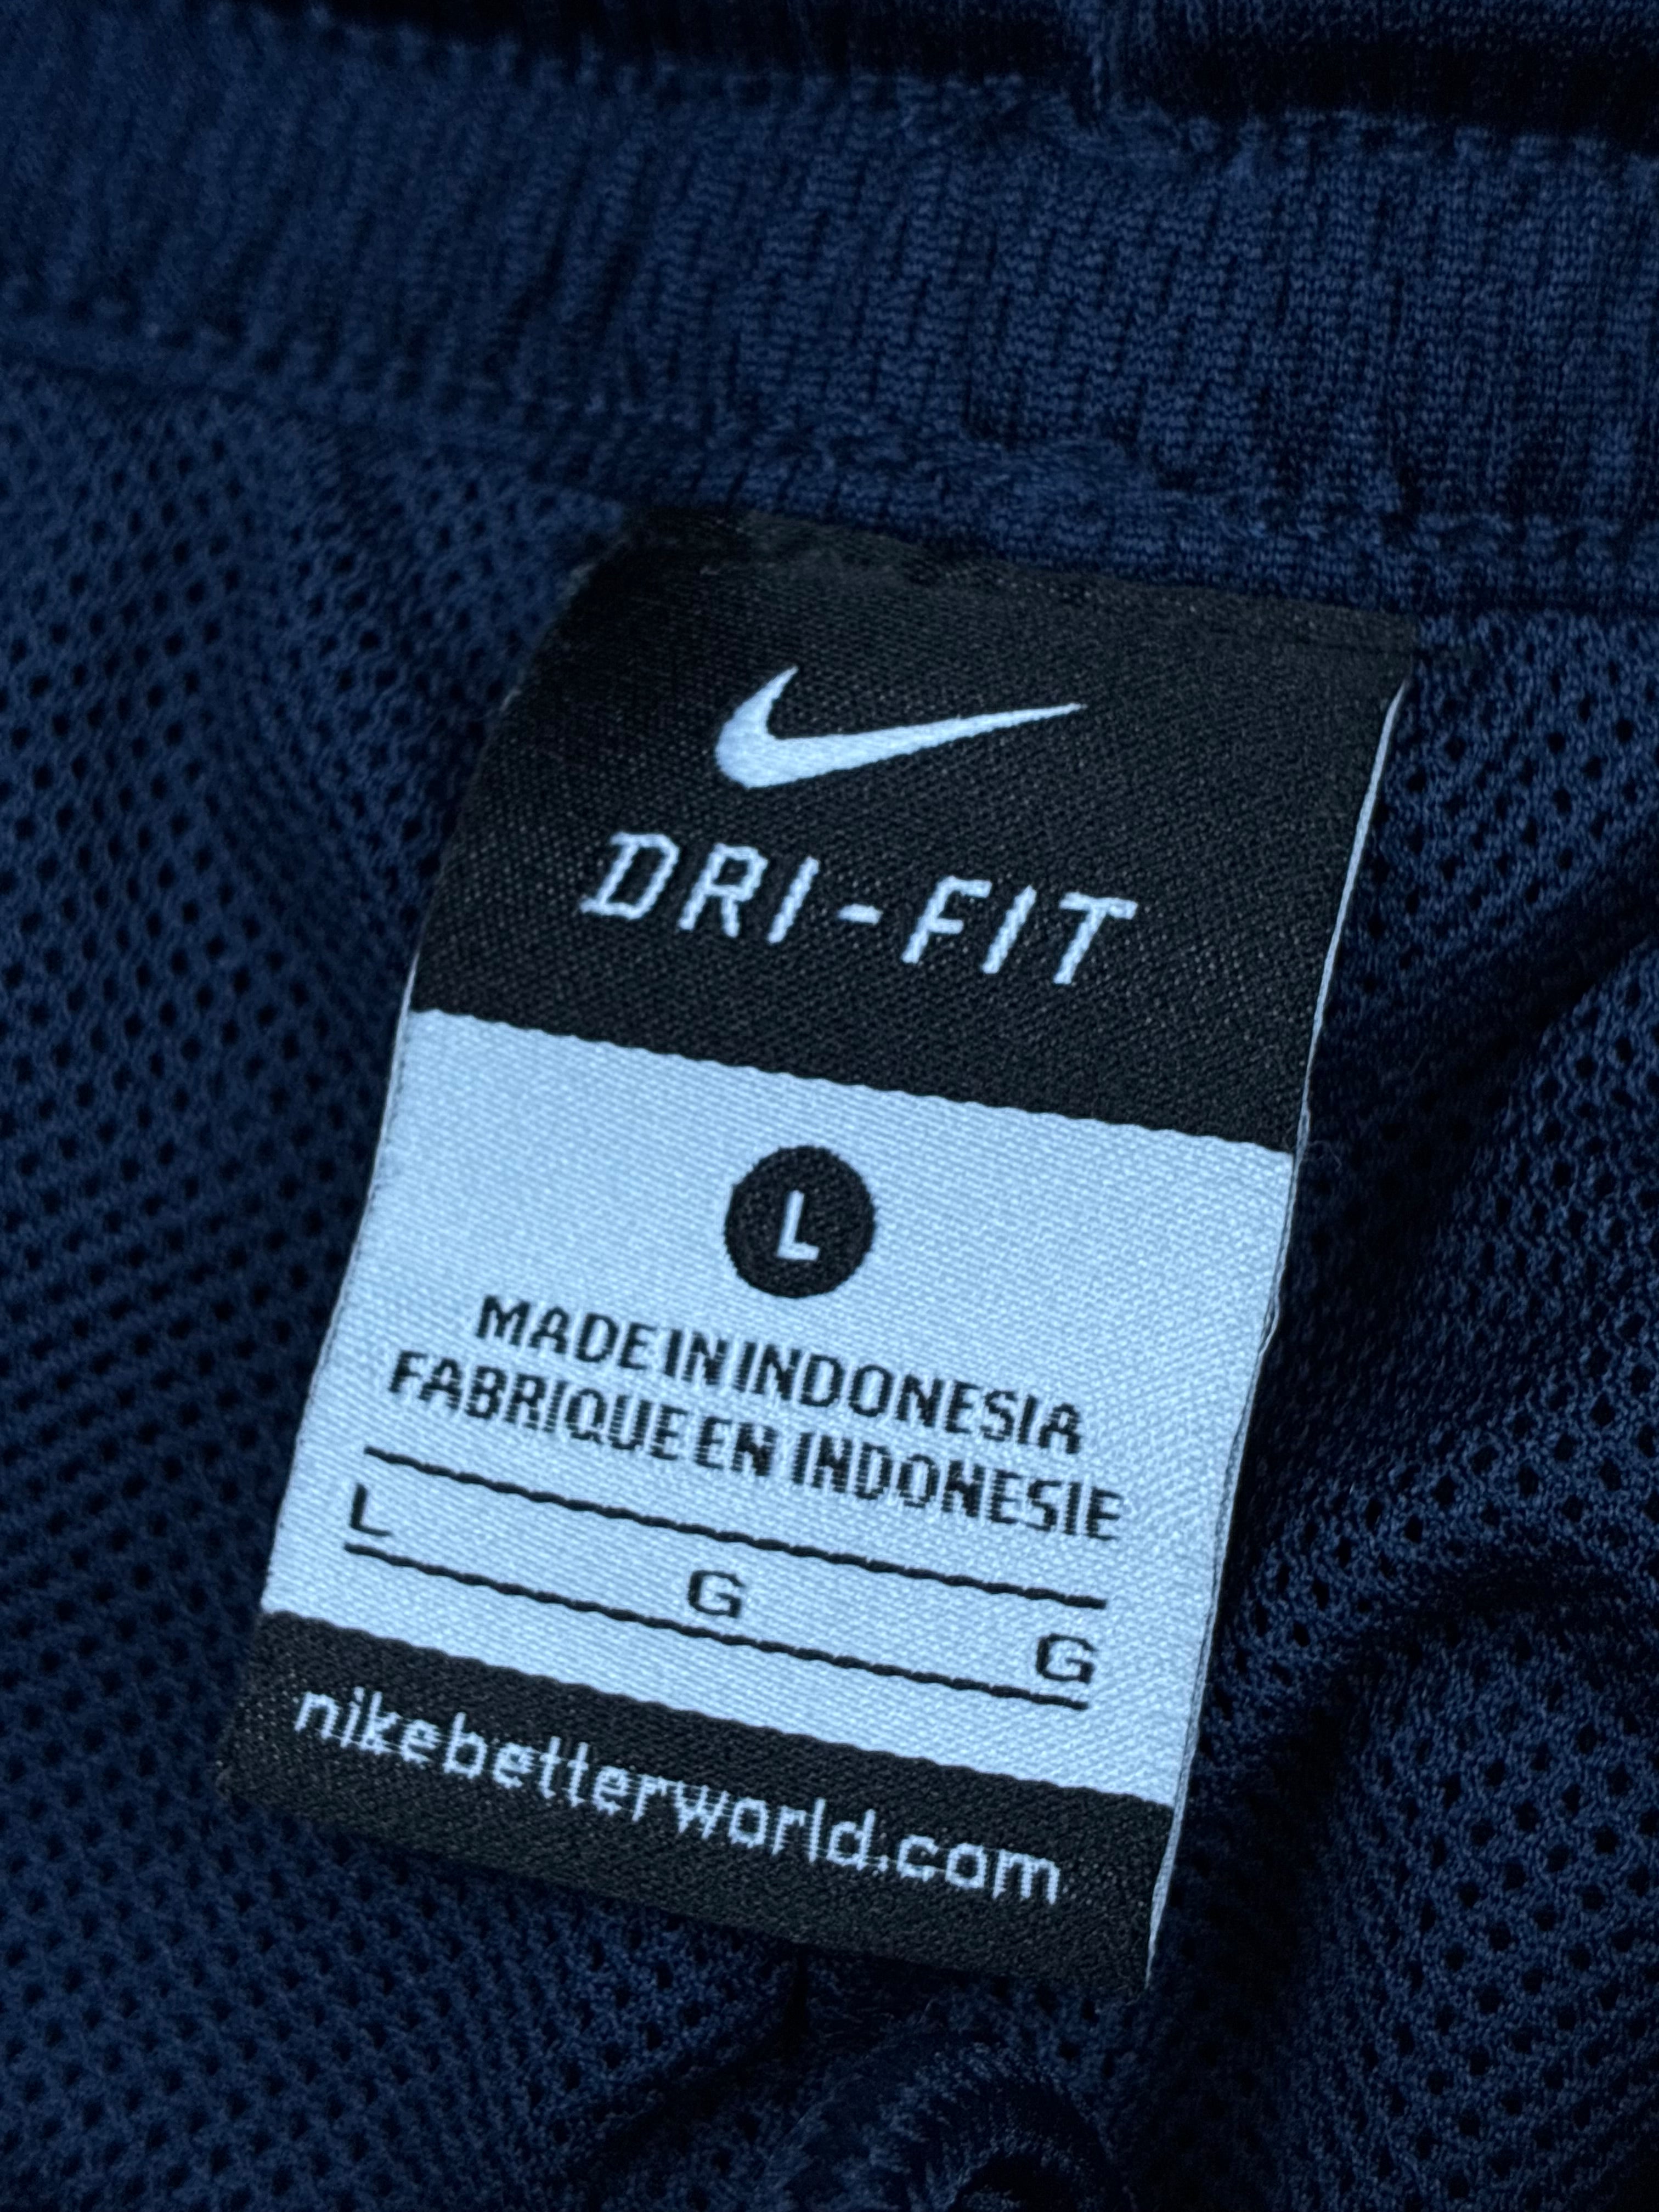 DRI-FIT
L
MADE IN INDONESIA
FABRIQUE EN INDONESIE
L G G
nikebetterworld.com